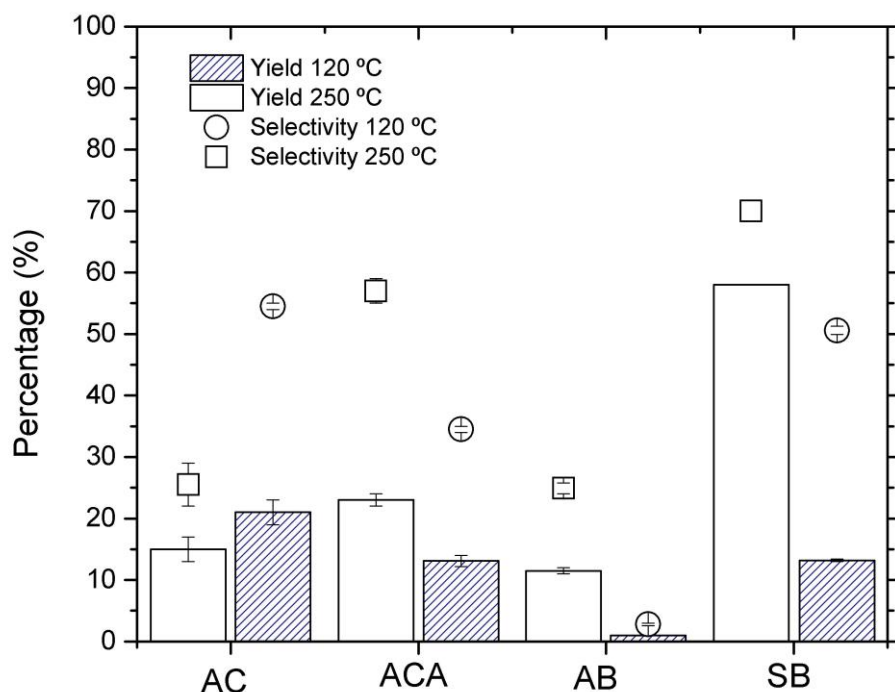 100
90
80
70
60
50
40
30
20
10
0
Percentage (%)
Yield 120 ºC
Yield 250 ºC
Selectivity 120 ºC
Selectivity 250 ºC
AC ACA AB SB